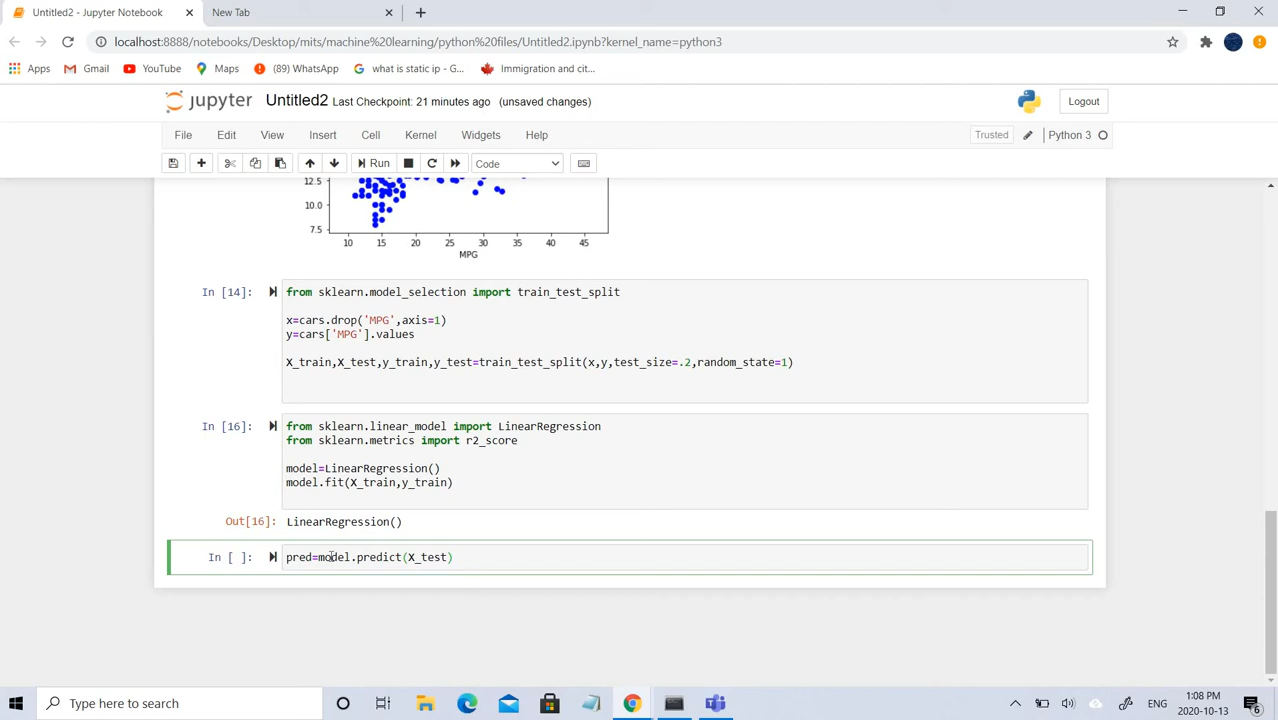 Untitled2 - Jupyter Notebook
New Tab
localhost:8888/notebooks/Desktop/mits/machine%20learning/python%20files/Untitled2.ipynb?kernel_name=python3
Apps Gmail YouTube Maps (89) WhatsApp what is static ip - G... Immigration and cit...
jupyter Untitled2 Last Checkpoint: 21 minutes ago (unsaved changes) Logout
File Edit View Insert Cell Kernel Widgets Help Trusted Python 3
Run Code
12.5
10.0
7.5
10 15 20 25 30 35 40 45
MPG
In [14]: from sklearn.model_selection import train_test_split
x=cars.drop('MPG',axis=1)
y=cars['MPG'].values
X_train,X_test,y_train,y_test=train_test_split(x,y,test_size=.2,random_state=1)
In [16]: from sklearn.linear_model import LinearRegression
from sklearn.metrics import r2_score
model=LinearRegression()
model.fit(X_train,y_train)
Out[16]: LinearRegression()
In [ ]: pred=model.predict(X_test)
Type here to search
ENG
1:08 PM
2020-10-13
6